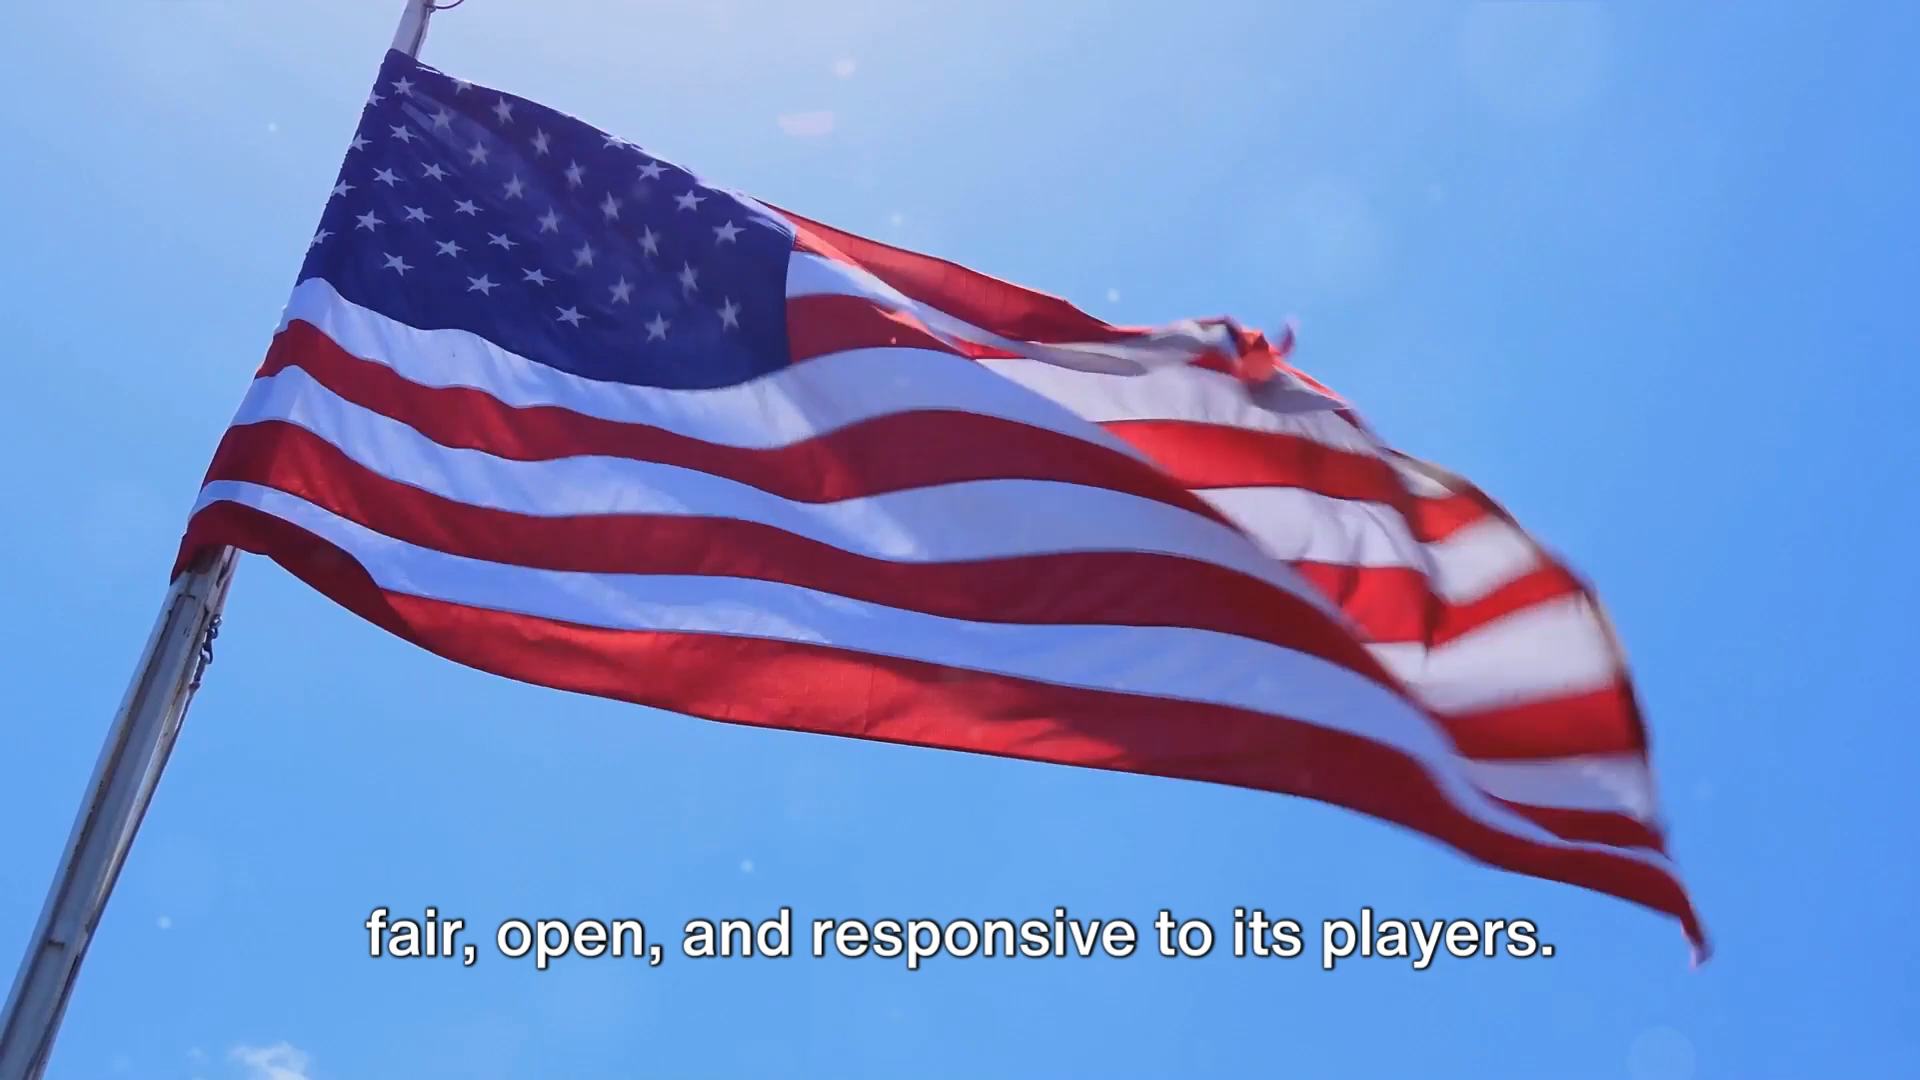 fair, open, and responsive to its players.